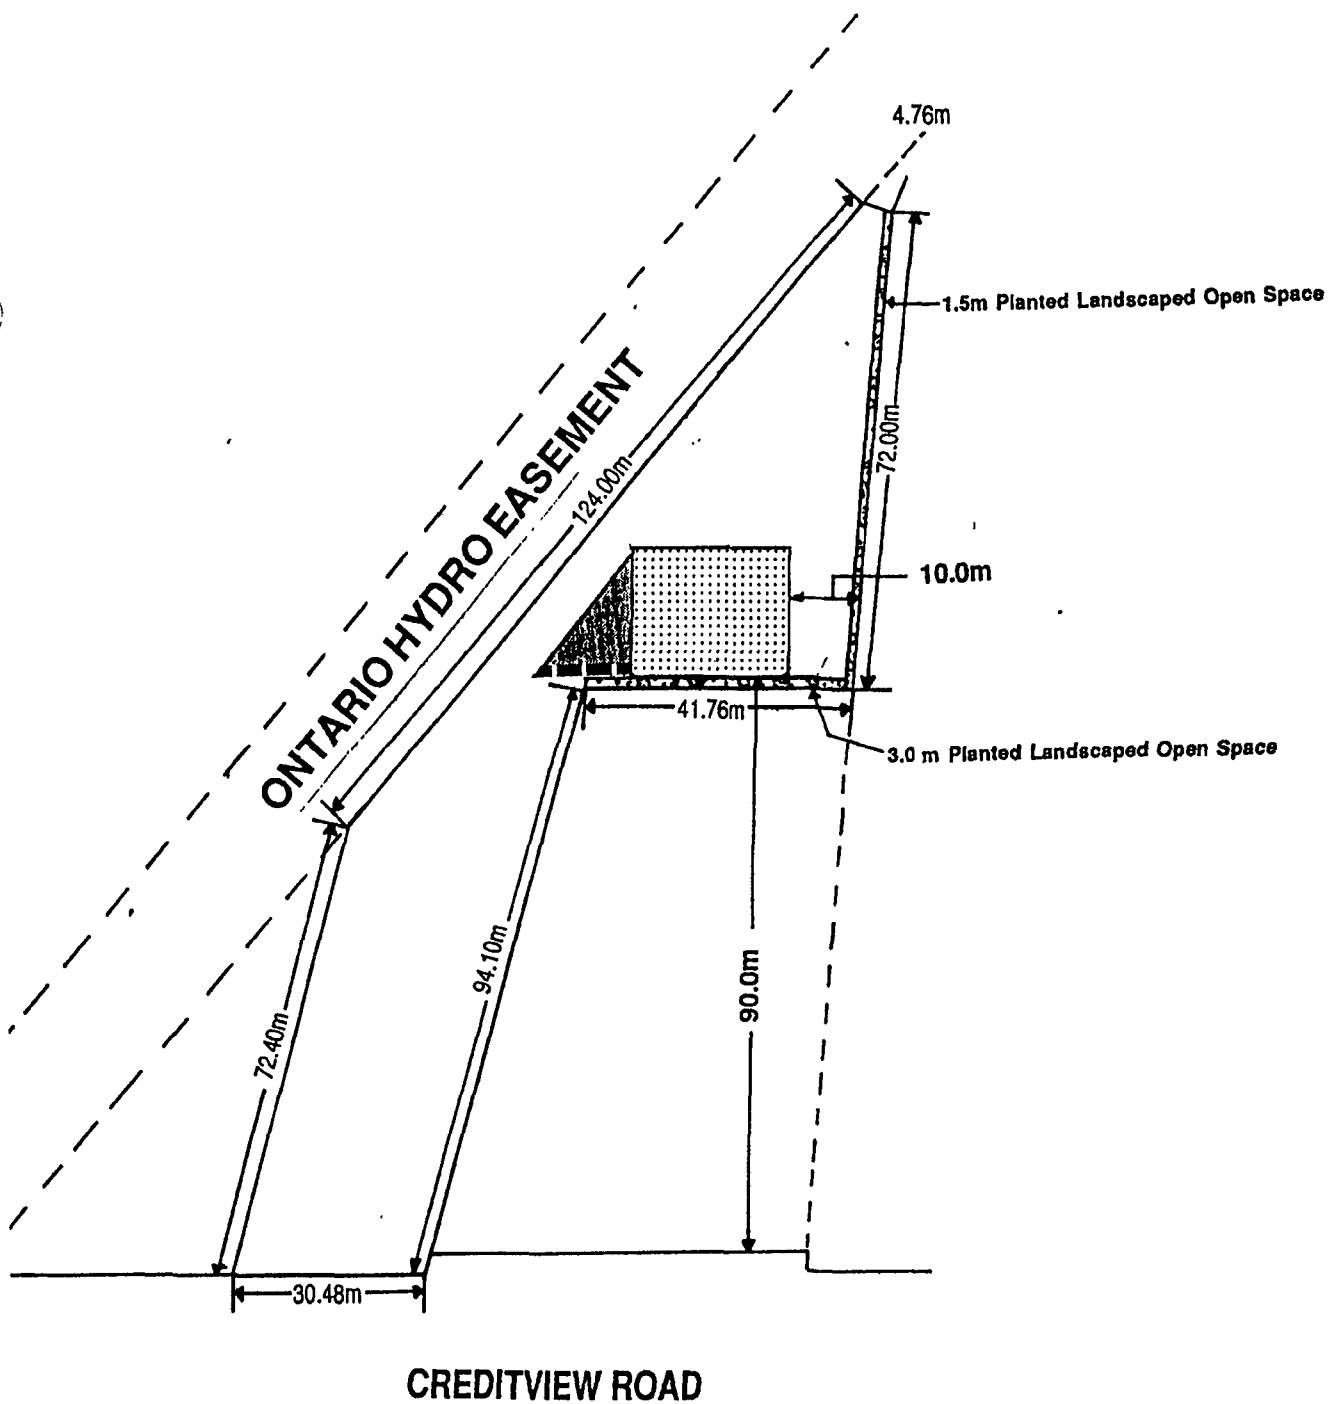 4.76m
1.5m Planted Landscaped Open Space
ONTARIO HYDRO EASEMENT
124.00m
72.00m
10.0m
41.76m
3.0 m Planted Landscaped Open Space
94.10m
90.0m
72.40m
30.48m
CREDITVIEW ROAD